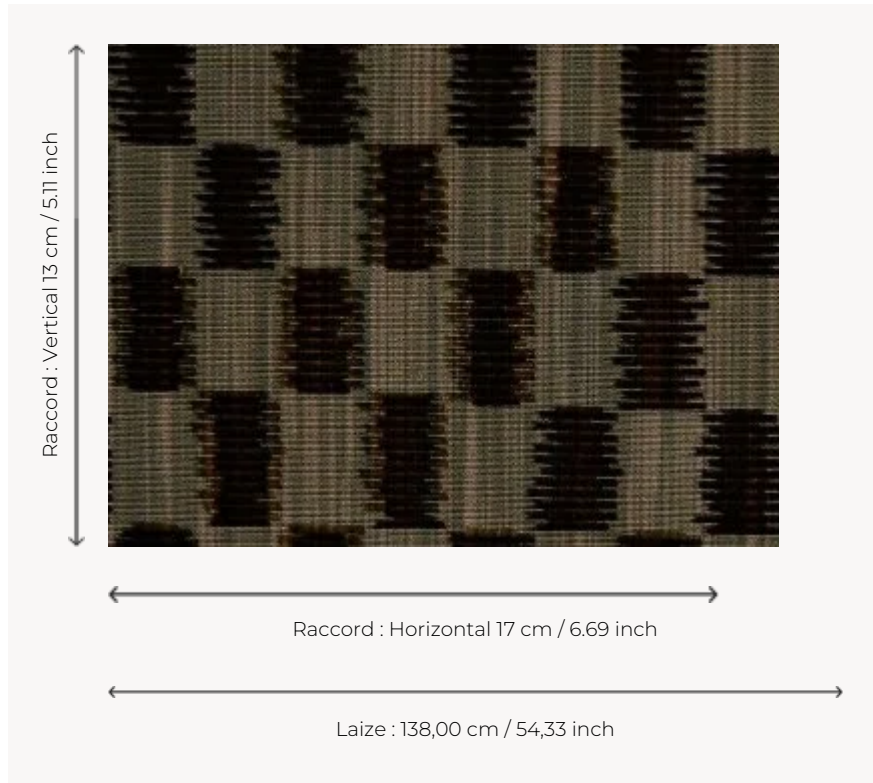 Raccord : Vertical 13 cm / 5.11 inch
Raccord : Horizontal 17 cm / 6.69 inch
Laize : 138,00 cm / 54,33 inch